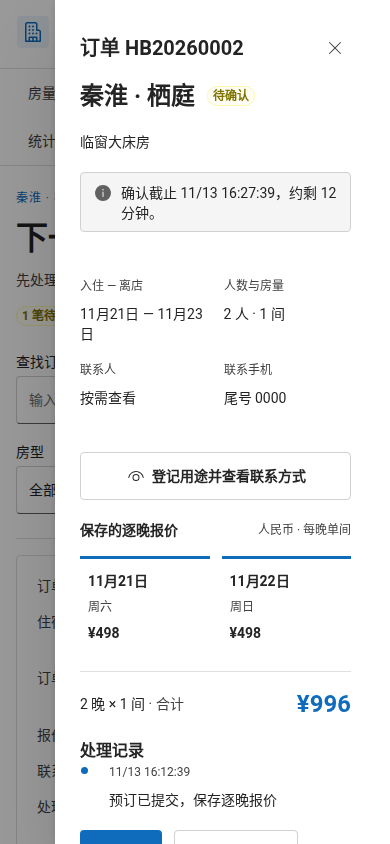 订单 HB20260002
秦淮 · 栖庭 待确认
临窗大床房
确认截止 11/13 16:27:39，约剩 12
分钟。
入住 — 离店
11月21日 — 11月23
日
人数与房量
2 人 · 1 间
联系人
按需查看
联系手机
尾号 0000
登记用途并查看联系方式
保存的逐晚报价 人民币 · 每晚单间
11月21日
周六
¥498
11月22日
周日
¥498
2 晚 × 1 间 · 合计 ¥996
处理记录
11/13 16:12:39
预订已提交，保存逐晚报价
房量
统计
秦淮 ·
下一
先处理
1 笔待
查找订
输入
房型
全部
订单
住客
订单
报价
联系
处理